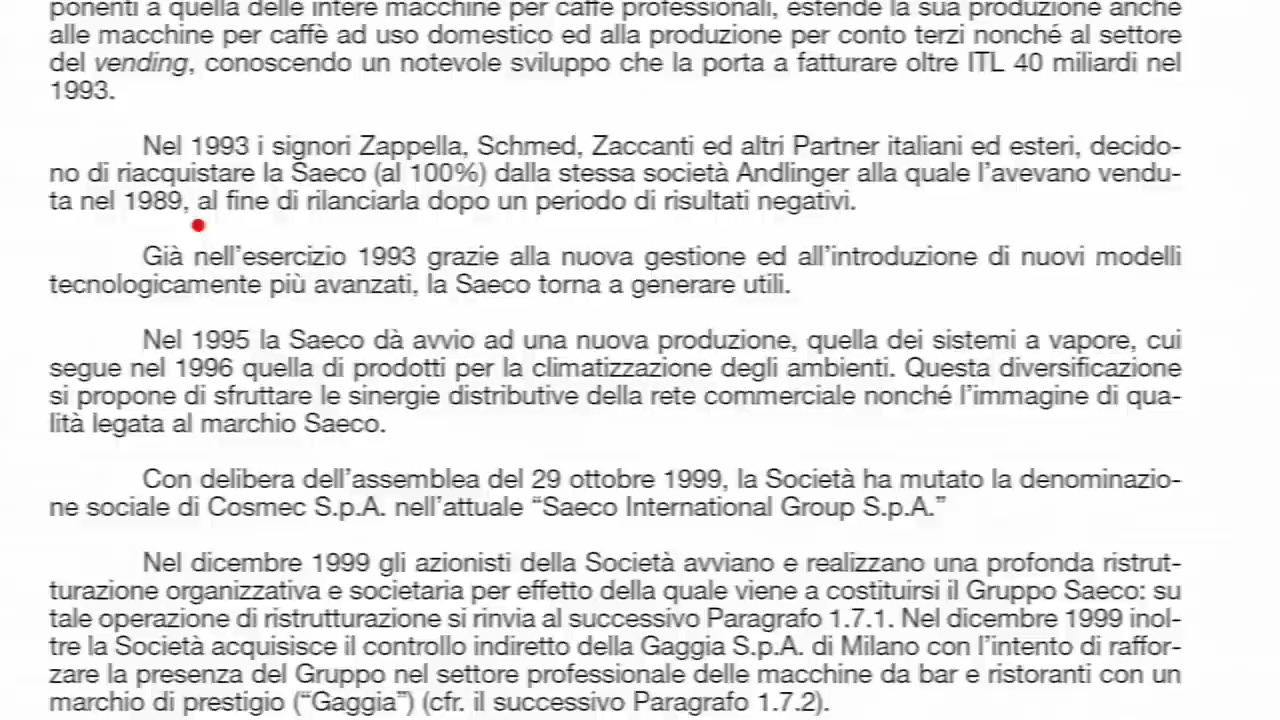 ponenti a quella delle intere macchine per caffè professionali, estende la sua produzione anche
alle macchine per caffè ad uso domestico ed alla produzione per conto terzi nonché al settore
del vending, conoscendo un notevole sviluppo che la porta a fatturare oltre ITL 40 miliardi nel
1993.
Nel 1993 i signori Zappella, Schmed, Zaccanti ed altri Partner italiani ed esteri, decido-
no di riacquistare la Saeco (al 100%) dalla stessa società Andlinger alla quale l'avevano vendu-
ta nel 1989, al fine di rilanciarla dopo un periodo di risultati negativi.
Già nell'esercizio 1993 grazie alla nuova gestione ed all'introduzione di nuovi modelli
tecnologicamente più avanzati, la Saeco torna a generare utili.
Nel 1995 la Saeco dà avvio ad una nuova produzione, quella dei sistemi a vapore, cui
segue nel 1996 quella di prodotti per la climatizzazione degli ambienti. Questa diversificazione
si propone di sfruttare le sinergie distributive della rete commerciale nonché l'immagine di qua-
lità legata al marchio Saeco.
Con delibera dell'assemblea del 29 ottobre 1999, la Società ha mutato la denominazio-
ne sociale di Cosmec S.p.A. nell'attuale “Saeco International Group S.p.A.”
Nel dicembre 1999 gli azionisti della Società avviano e realizzano una profonda ristrut-
turazione organizzativa e societaria per effetto della quale viene a costituirsi il Gruppo Saeco: su
tale operazione di ristrutturazione si rinvia al successivo Paragrafo 1.7.1. Nel dicembre 1999 inol-
tre la Società acquisisce il controllo indiretto della Gaggia S.p.A. di Milano con l'intento di raffor-
zare la presenza del Gruppo nel settore professionale delle macchine da bar e ristoranti con un
marchio di prestigio (“Gaggia”) (cfr. il successivo Paragrafo 1.7.2).